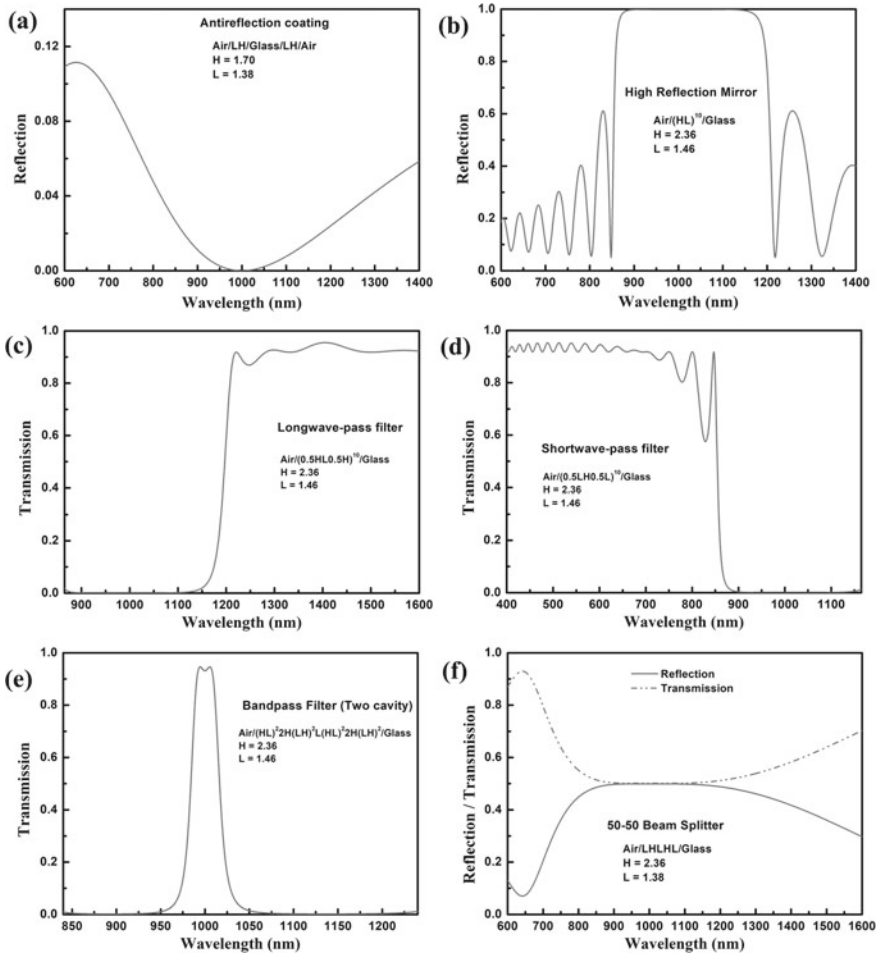 (a)
Antireflection coating
Air/LH/Glass/LH/Air
H = 1.70
L = 1.38
Reflection
0.12
0.08
0.04
0.00
600 700 800 900 1000 1100 1200 1300 1400
Wavelength (nm)
(b)
High Reflection Mirror
Air/(HL)¹⁰/Glass
H = 2.36
L = 1.46
Reflection
1.0
0.8
0.6
0.4
0.2
0.0
600 700 800 900 1000 1100 1200 1300 1400
Wavelength (nm)
(c)
Longwave-pass filter
Air/(0.5HL0.5H)¹⁰/Glass
H = 2.36
L = 1.46
Transmission
1.0
0.8
0.6
0.4
0.2
0.0
900 1000 1100 1200 1300 1400 1500 1600
Wavelength (nm)
(d)
Shortwave-pass filter
Air/(0.5LH0.5L)¹⁰/Glass
H = 2.36
L = 1.46
Transmission
1.0
0.8
0.6
0.4
0.2
0.0
400 500 600 700 800 900 1000 1100
Wavelength (nm)
(e)
Bandpass Filter (Two cavity)
Air/(HL)²2H(LH)³L(HL)³2H(LH)²/Glass
H = 2.36
L = 1.46
Transmission
1.0
0.8
0.6
0.4
0.2
0.0
850 900 950 1000 1050 1100 1150 1200
Wavelength (nm)
(f)
Reflection
Transmission
50-50 Beam Splitter
Air/LHLHL/Glass
H = 2.36
L = 1.38
Reflection / Transmission
1.0
0.8
0.6
0.4
0.2
0.0
600 700 800 900 1000 1100 1200 1300 1400 1500 1600
Wavelength (nm)